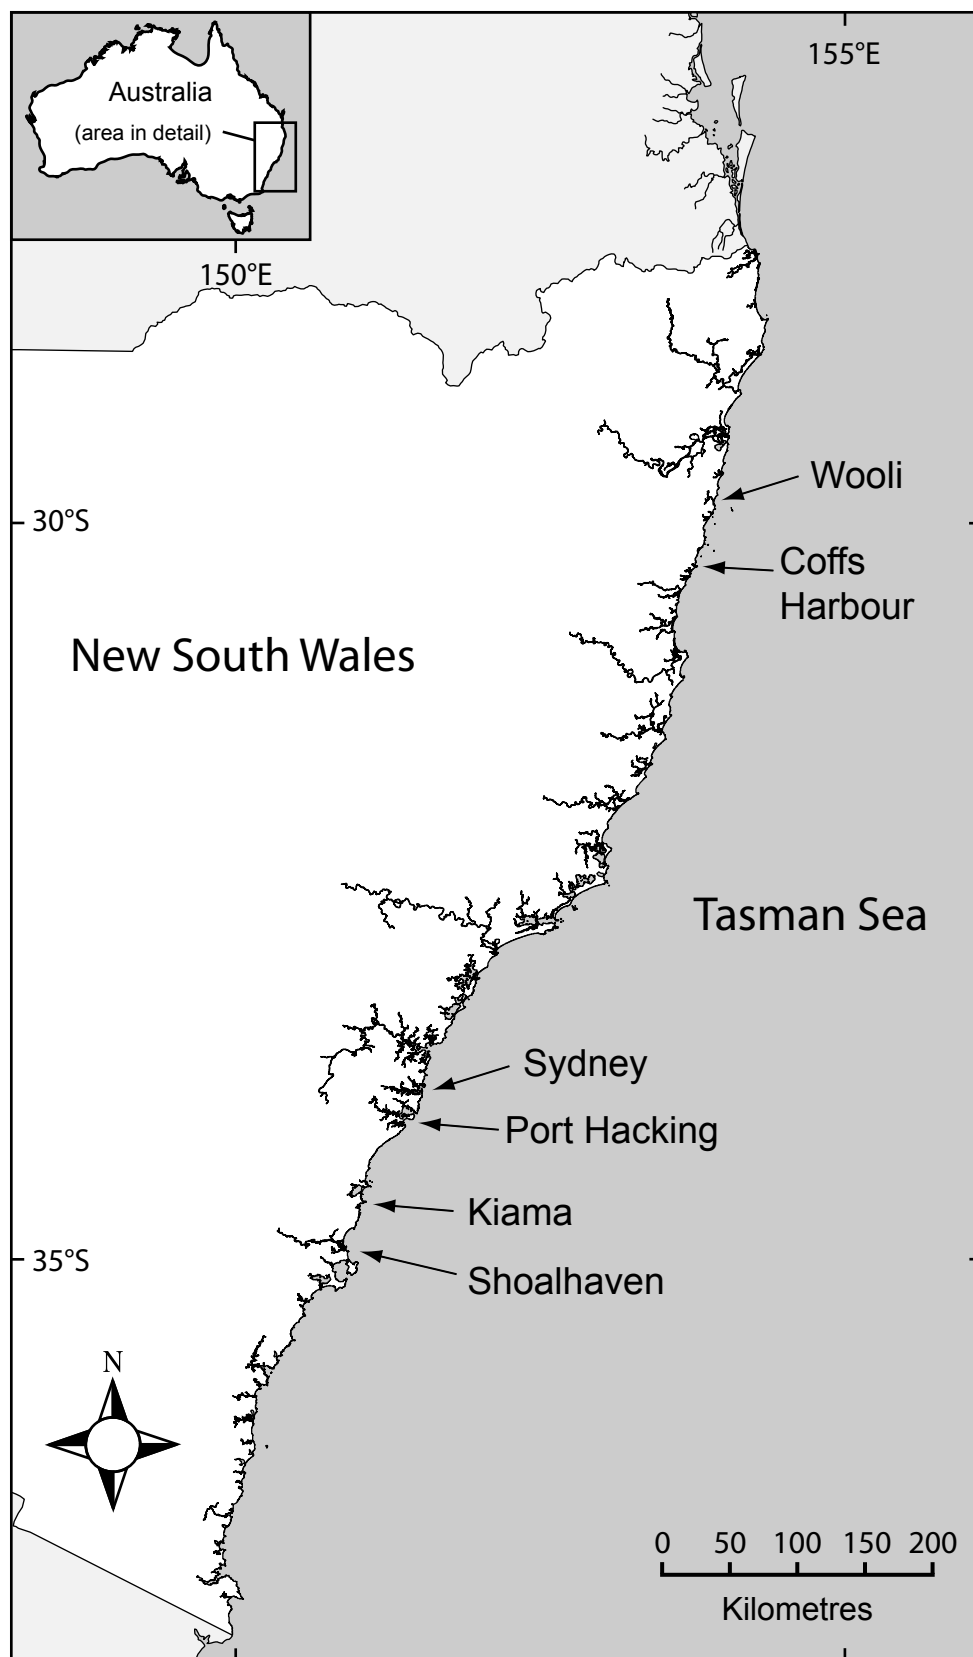 155°E
Australia
(area in detail)
150°E
Wooli
30°S
Coffs
Harbour
New South Wales
Tasman Sea
Sydney
Port Hacking
Kiama
35°S
Shoalhaven
N
0 50 100 150 200
Kilometres